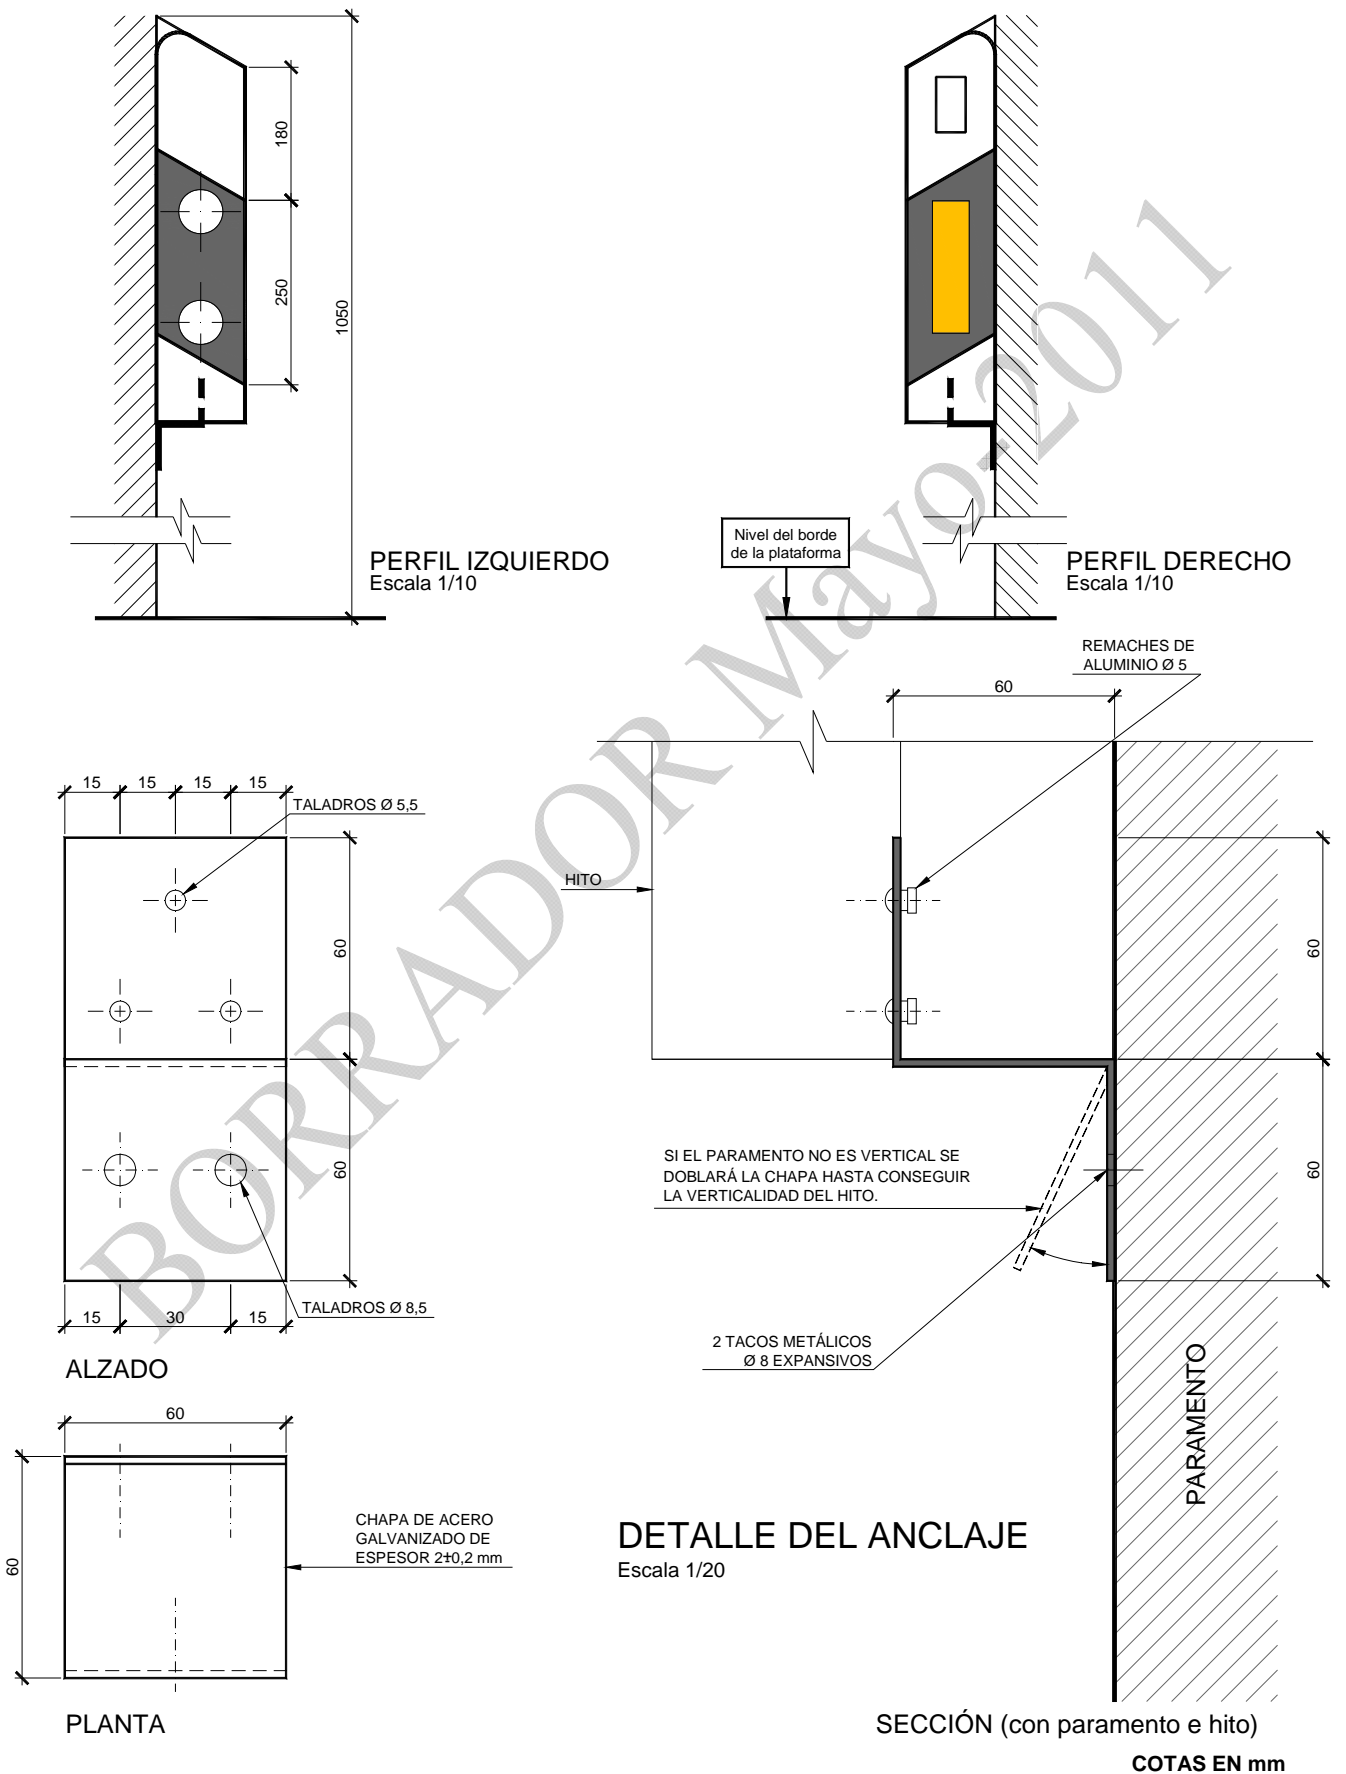 180
250
1050
PERFIL IZQUIERDO
Escala 1/10
Nivel del borde
de la plataforma
PERFIL DERECHO
Escala 1/10
BORRADOR Mayo-2011
15 15 15 15
TALADROS Ø 5,5
60
60
TALADROS Ø 8,5
15 30 15
ALZADO
60
60
CHAPA DE ACERO
GALVANIZADO DE
ESPESOR 2±0,2 mm
PLANTA
REMACHES DE
ALUMINIO Ø 5
60
HITO
60
60
SI EL PARAMENTO NO ES VERTICAL SE
DOBLARÁ LA CHAPA HASTA CONSEGUIR
LA VERTICALIDAD DEL HITO.
2 TACOS METÁLICOS
Ø 8 EXPANSIVOS
PARAMENTO
DETALLE DEL ANCLAJE
Escala 1/20
SECCIÓN (con paramento e hito)
COTAS EN mm